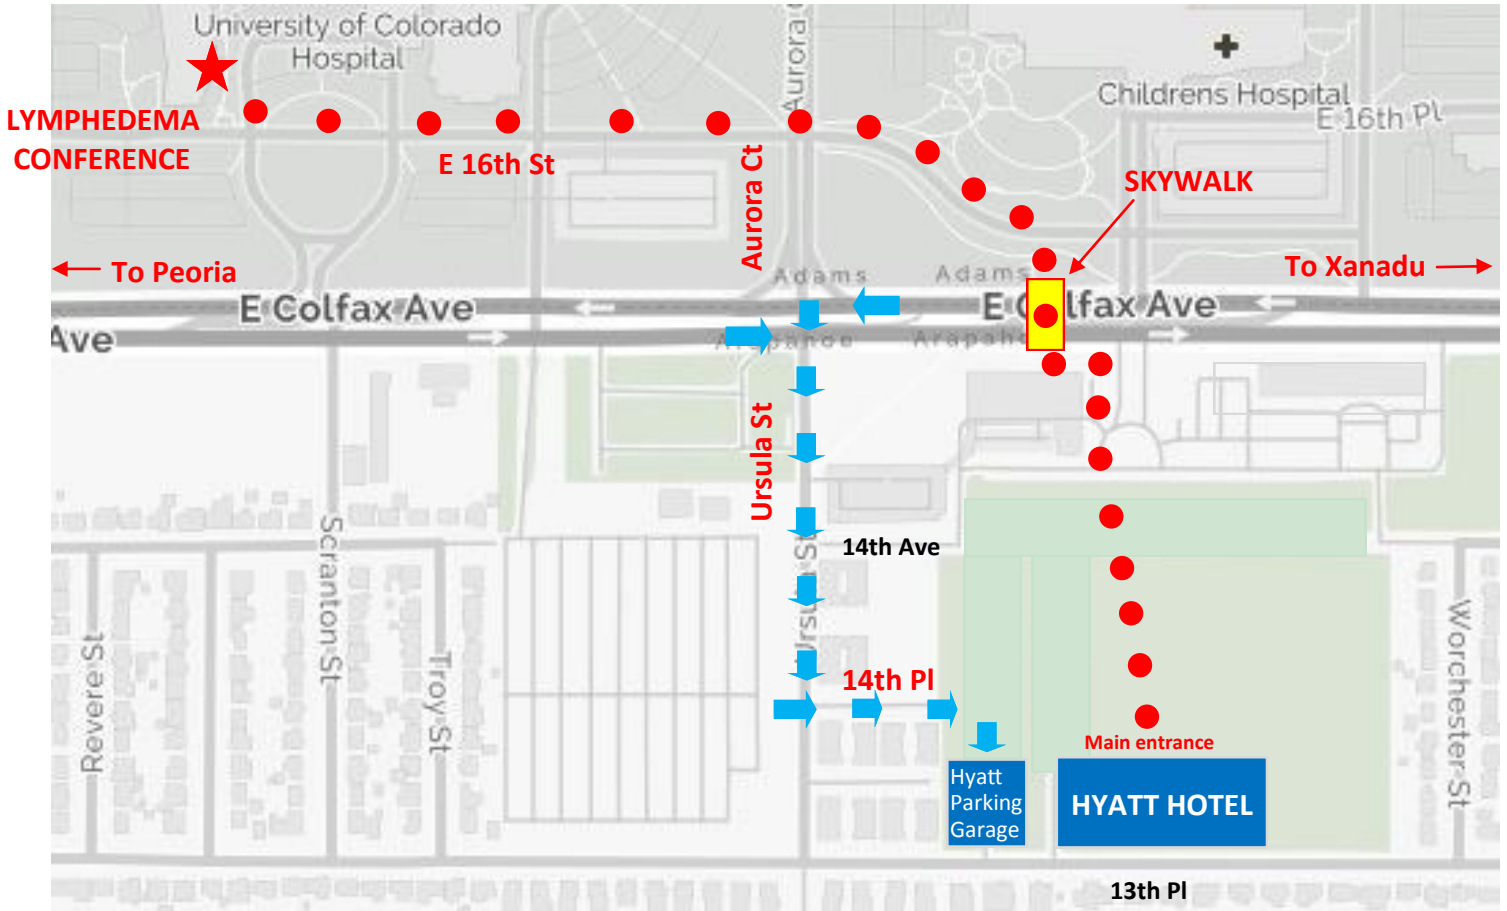 University of Colorado
Hospital
Aurora C
Childrens Hospital
E 16th Pl
LYMPHEDEMA
CONFERENCE
E 16th St
Aurora Ct
SKYWALK
To Peoria
To Xanadu
Adams
Adams
E Colfax Ave
E Colfax Ave
Ave
Arapahoe
Arapahoe
Ursula St
14th Ave
Ursula St
Scranton St
Troy St
Revere St
Worchester St
14th Pl
Main entrance
Hyatt
Parking
Garage
HYATT HOTEL
13th Pl